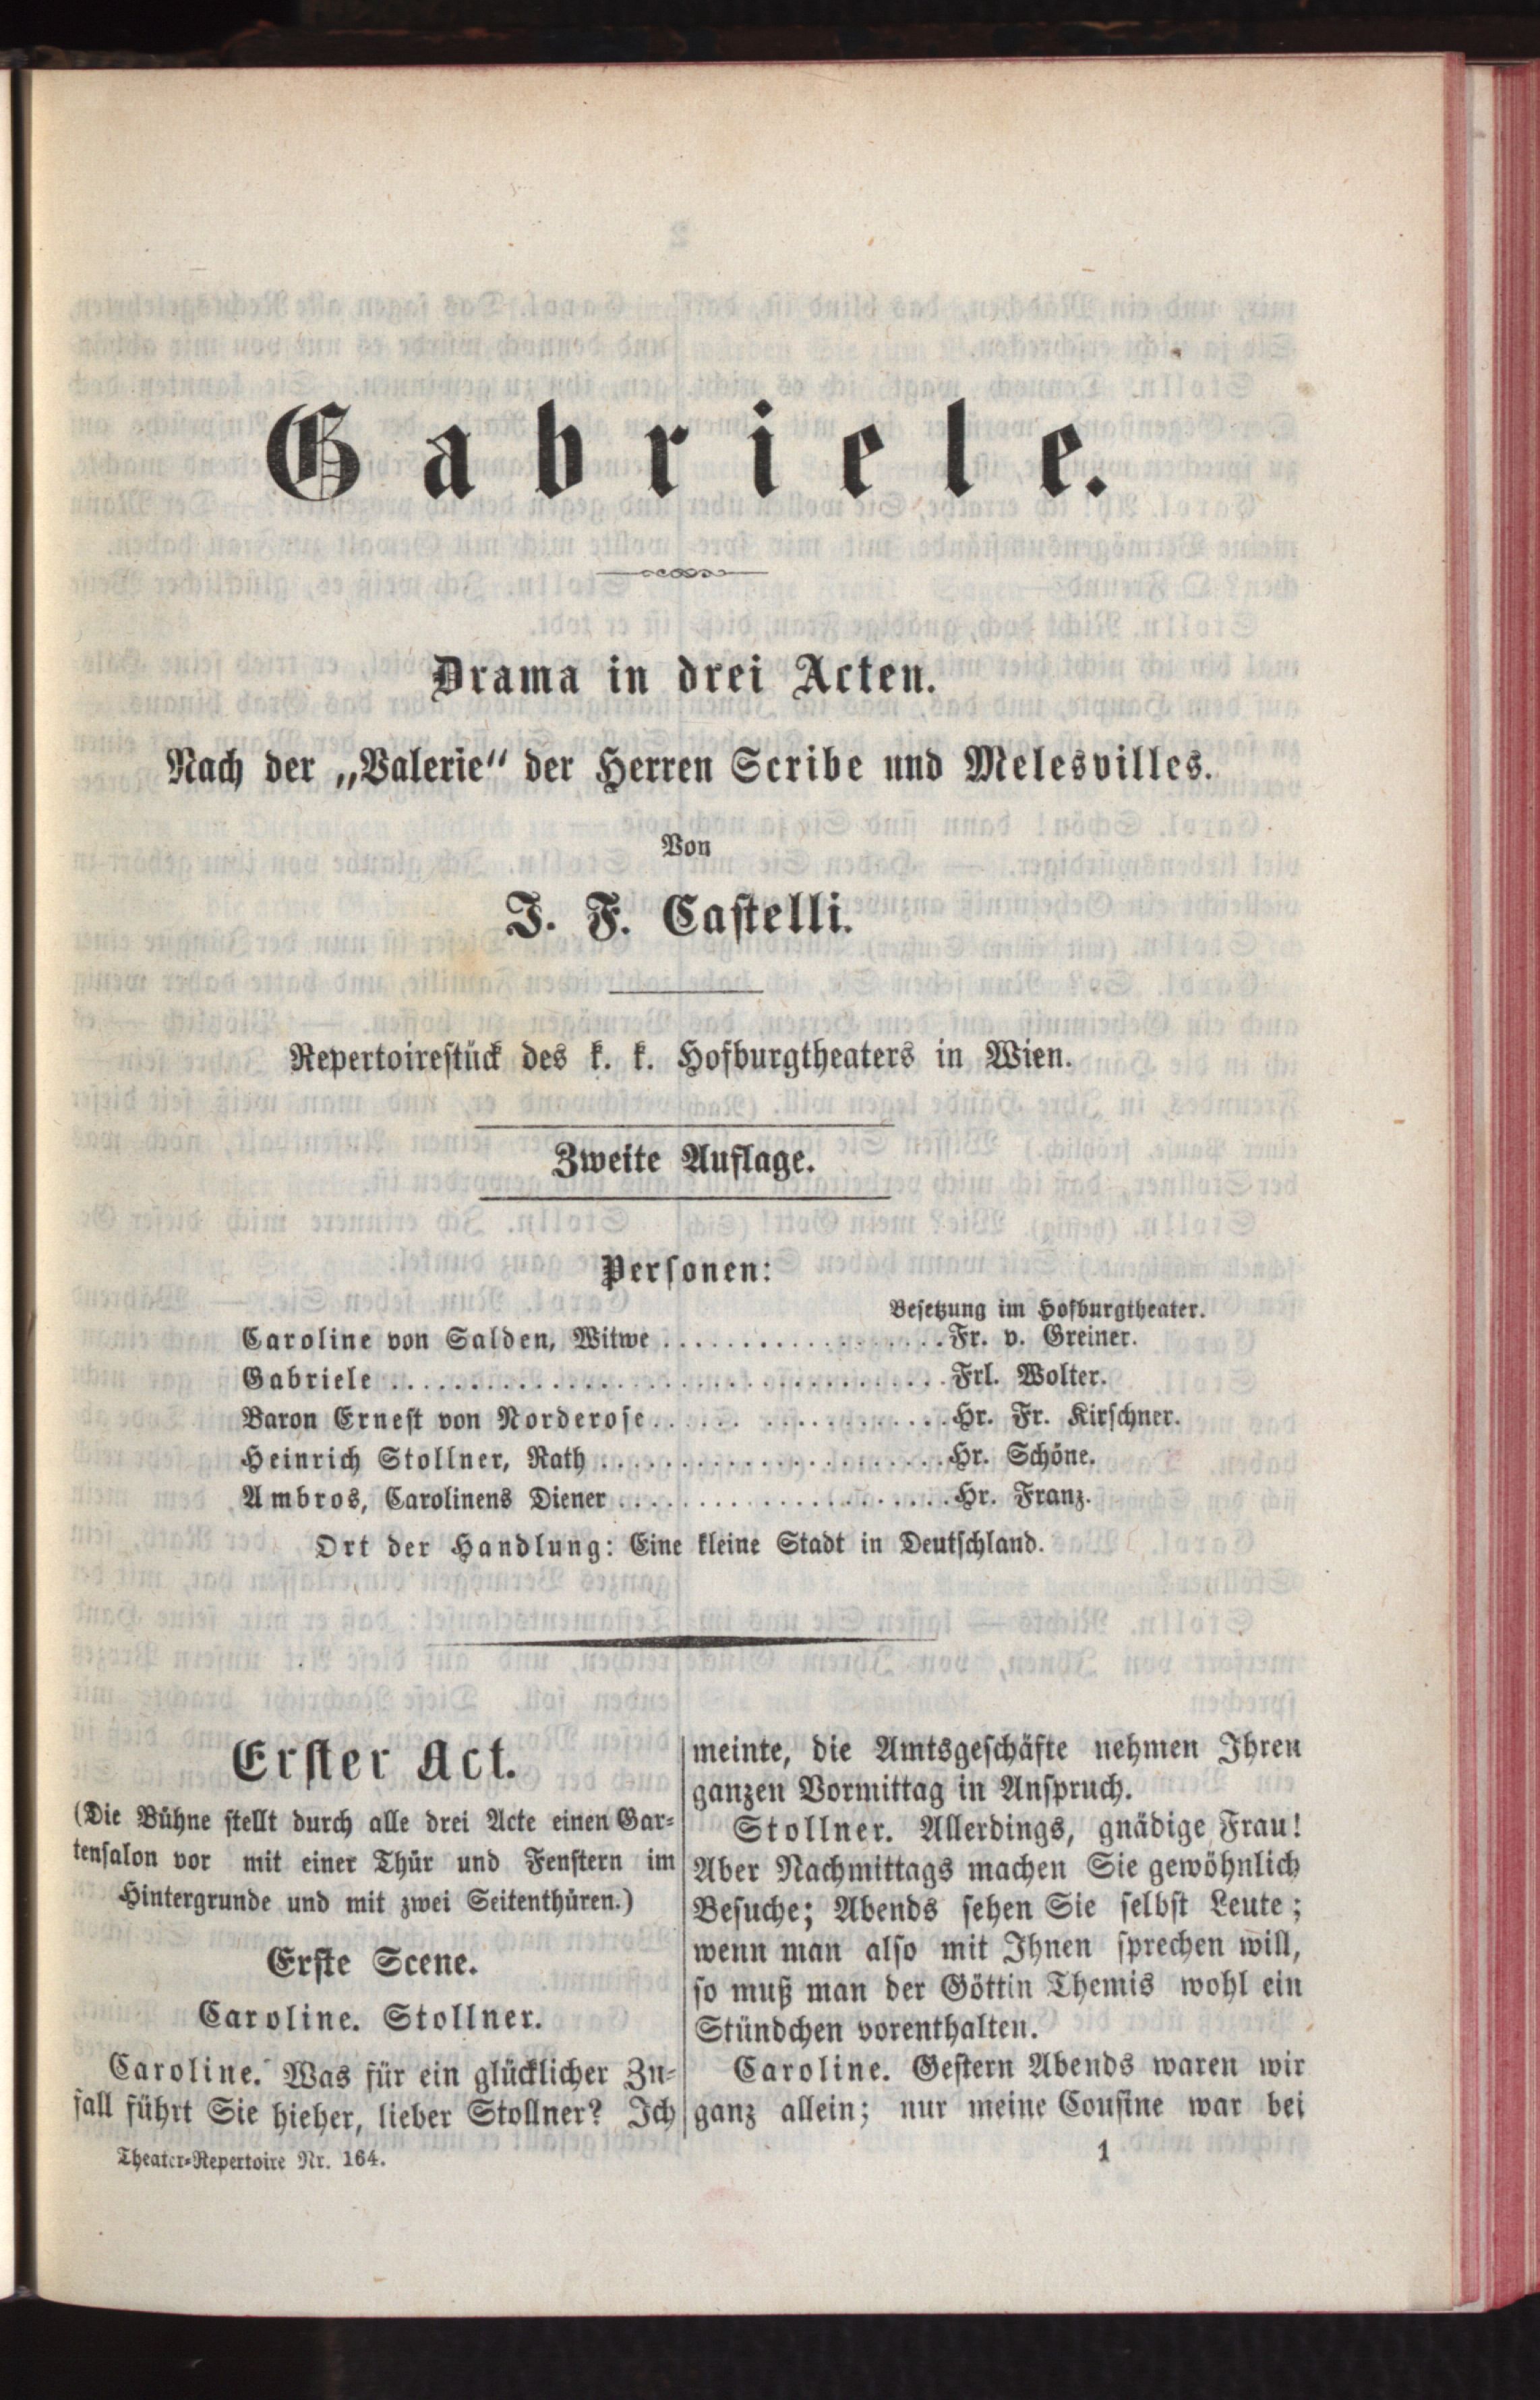 Gabriele.
Drama in drei Acten.
Nach der „Valerie“ der Herren Scribe und Melesvilles.
Von
J. F. Castelli.
Repertoirestück des k. k. Hofburgtheaters in Wien.
Zweite Auflage.
Personen:
Besetzung im Hofburgtheater.
Caroline von Salden, Witwe . . . . . . . . . . . . . . . . . . Fr. v. Greiner.
Gabriele . . . . . . . . . . . . . . . . . . . . . . . . . . . . . . . . . . . Frl. Wolter.
Baron Ernest von Norderose . . . . . . . . . . . . . . . . . . Hr. Fr. Kirschner.
Heinrich Stollner, Rath . . . . . . . . . . . . . . . . . . . . . . Hr. Schöne.
Ambros, Carolinens Diener . . . . . . . . . . . . . . . . . . . . . Hr. Franz.
Ort der Handlung: Eine kleine Stadt in Deutschland.
Erster Act.
(Die Bühne stellt durch alle drei Acte einen Gar-
tensalon vor mit einer Thür und Fenstern im
Hintergrunde und mit zwei Seitenthüren.)
Erste Scene.
Caroline. Stollner.
Caroline. Was für ein glücklicher Zu-
fall führt Sie hieher, lieber Stollner? Ich
meinte, die Amtsgeschäfte nehmen Ihren
ganzen Vormittag in Anspruch.
Stollner. Allerdings, gnädige Frau!
Aber Nachmittags machen Sie gewöhnlich
Besuche; Abends sehen Sie selbst Leute;
wenn man also mit Ihnen sprechen will,
so muß man der Göttin Themis wohl ein
Stündchen vorenthalten.
Caroline. Gestern Abends waren wir
ganz allein; nur meine Cousine war bei
Theater-Repertoire Nr. 164.
1